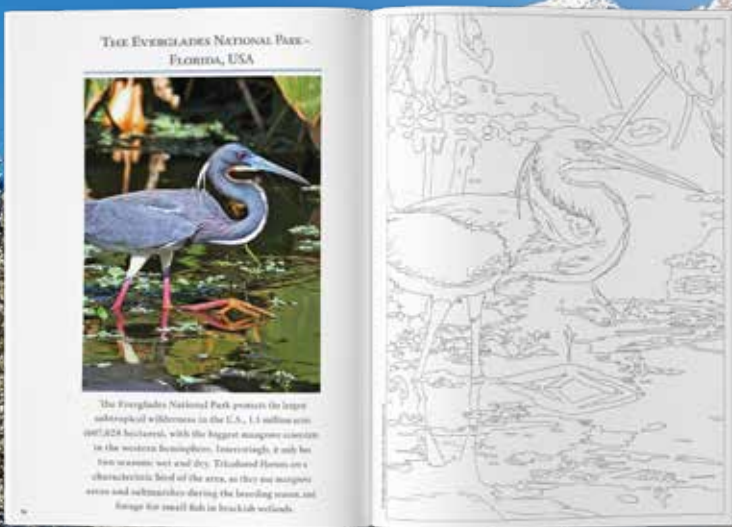 THE EVERGLADES NATIONAL PARK –
FLORIDA, USA
The Everglades National Park protects the largest
subtropical wilderness in the U.S., 1.5 million acres
(607,028 hectares), with the biggest mangrove ecosystem
in the western hemisphere. Interestingly, it only has
two seasons: wet and dry. Tricolored Herons are a
characteristic bird of the area, as they use mangrove
areas and saltmarshes during the breeding season and
forage for small fish in brackish wetlands.